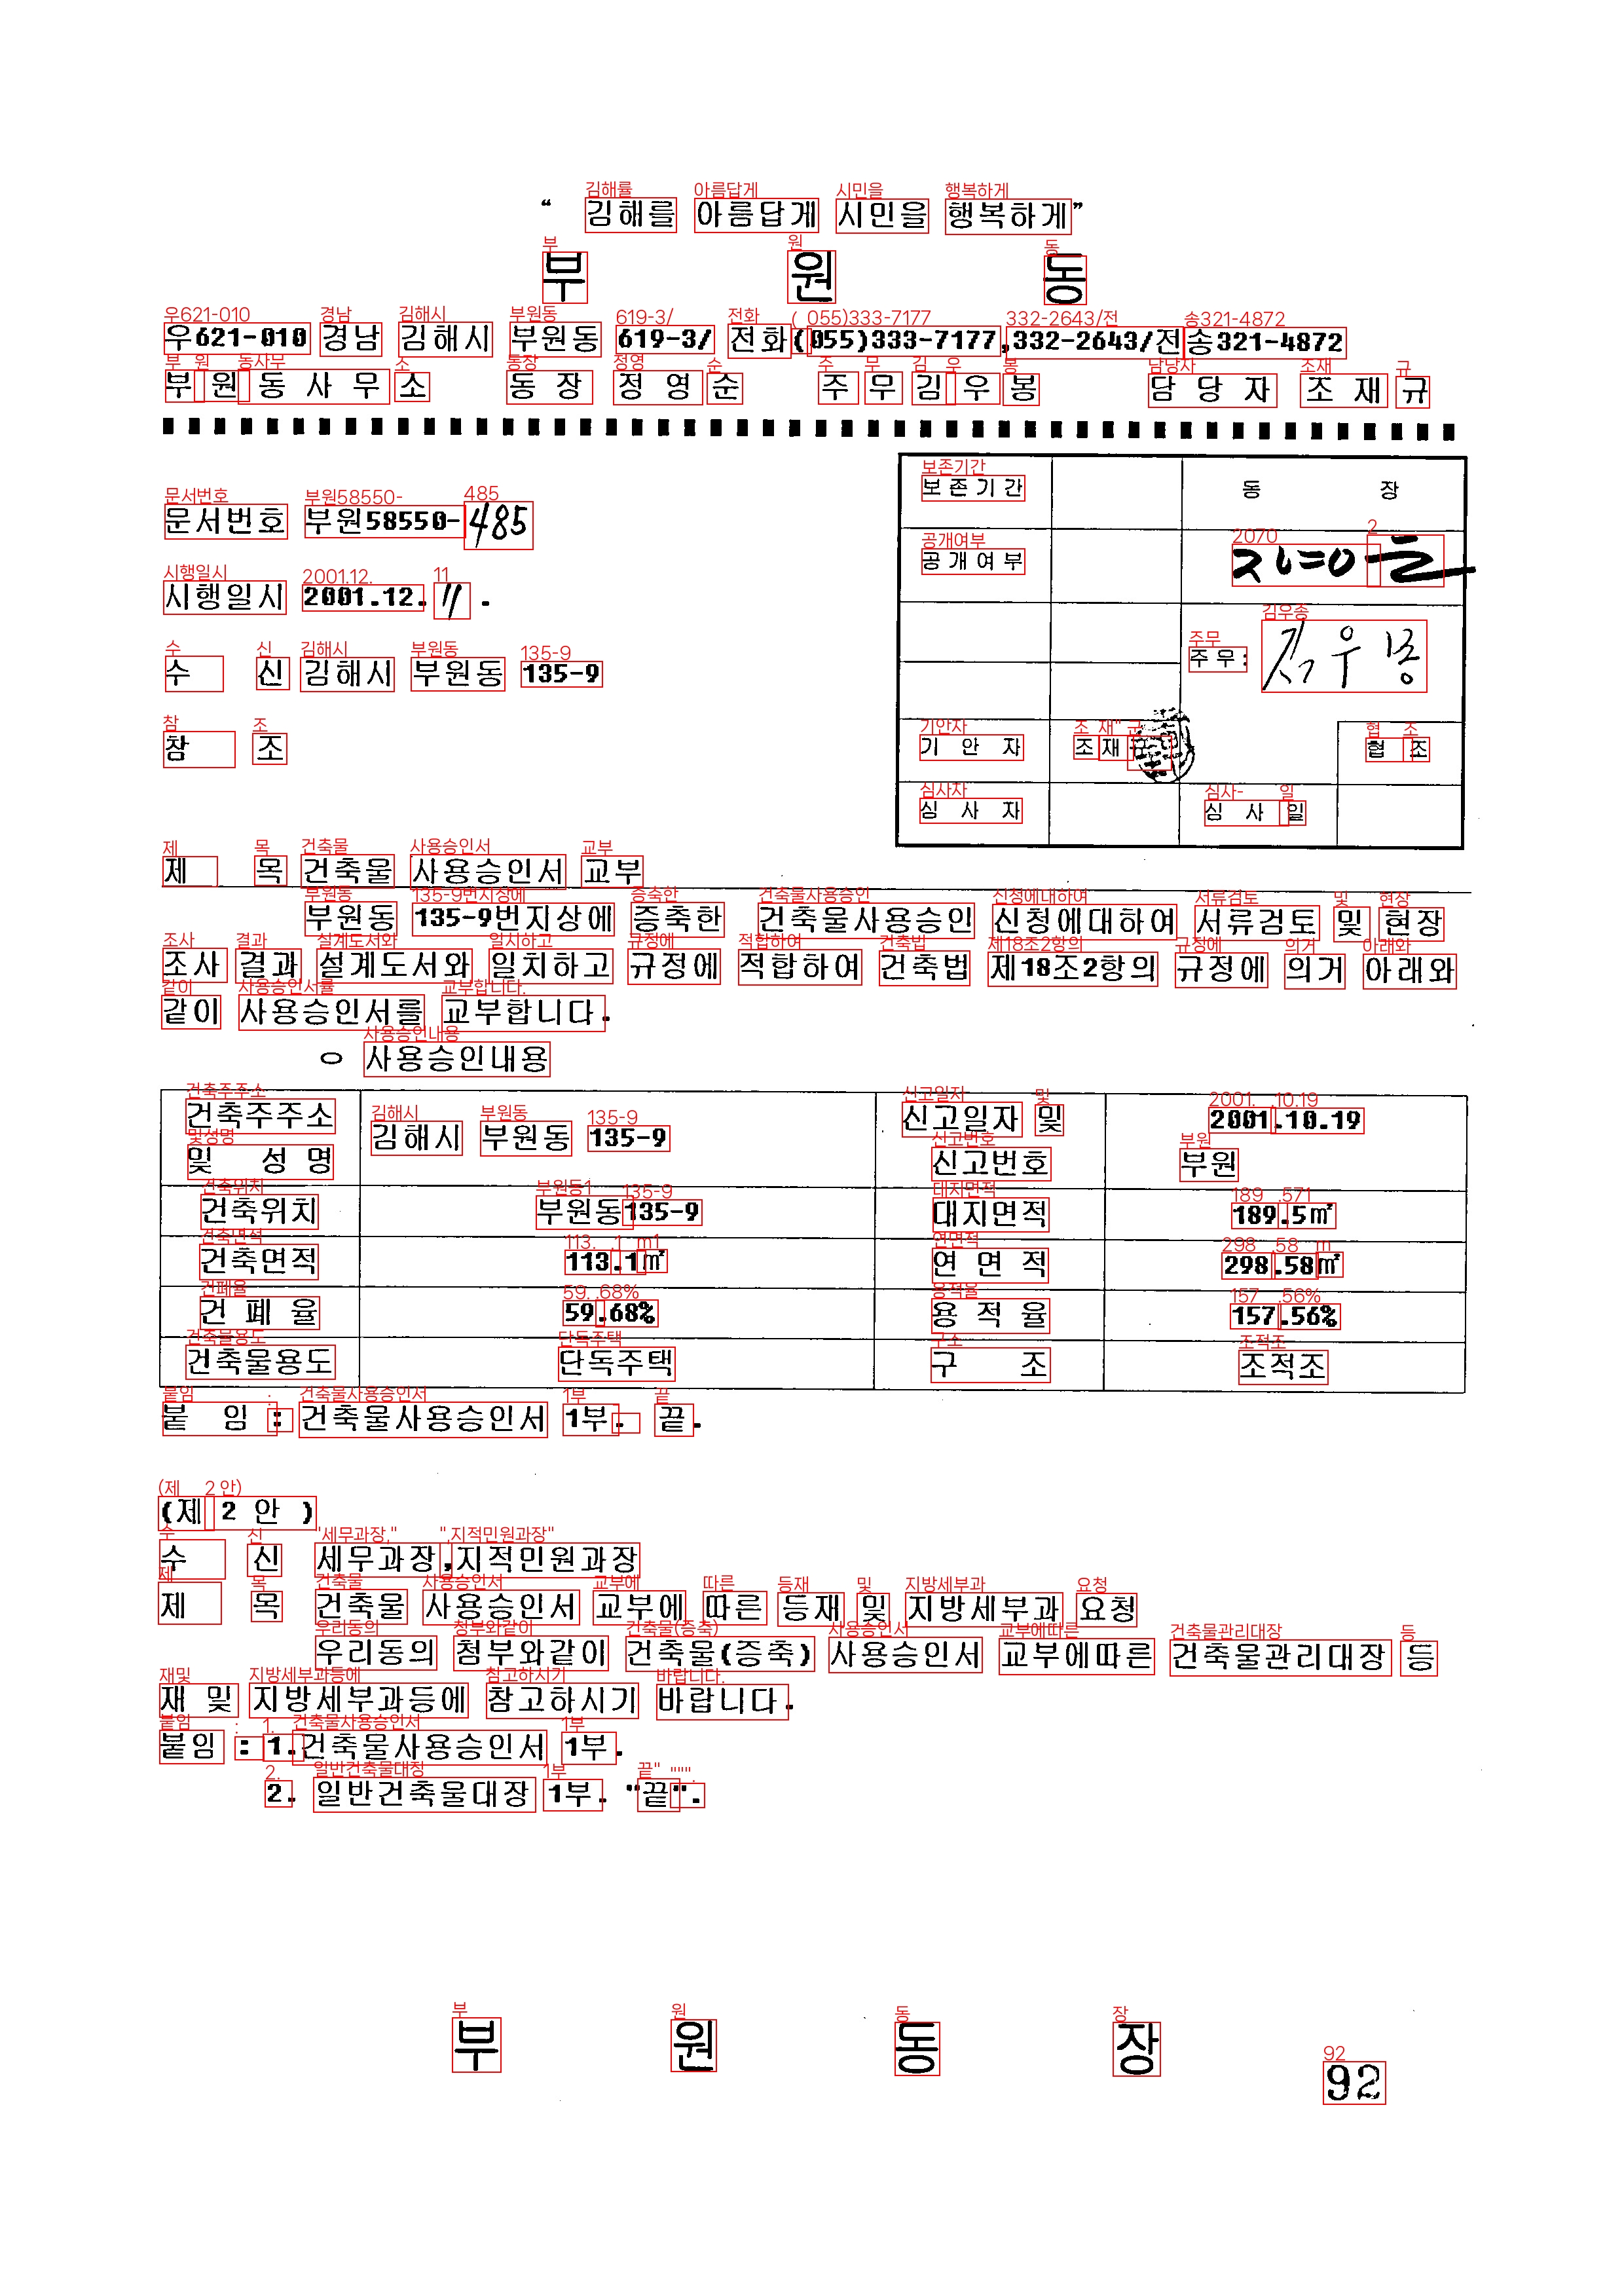 “ 김해를 아름답게 시민을 행복하게”
부 원 동
우621-010 경남 김해시 부원동 619-3/ 전화(055)333-7177,332-2643/전송321-4872
부 원 동 사 무 소 동 장 정 영 순 주 무 김 우 봉 담 당 자 조 재 규
문서번호 부원58550-485
시행일시 2001.12. 11 .
수 신 김해시 부원동 135-9
참 조
보존기간 동 장
공개여부
주무: 김우봉
기 안 자 조재규 협 조
심 사 자 심 사 일
제 목 건축물 사용승인서 교부
부원동 135-9번지상에 증축한 건축물사용승인 신청에대하여 서류검토 및 현장
조사 결과 설계도서와 일치하고 규정에 적합하여 건축법 제18조2항의 규정에 의거 아래와
같이 사용승인서를 교부합니다.
ㅇ 사용승인내용
건축주주소 및 성명 김해시 부원동 135-9 신고일자 및 신고번호 2001.10.19 부원
건축위치 부원동135-9 대지면적 189.5㎡
건축면적 113.1㎡ 연 면 적 298.58㎡
건 폐 율 59.68% 용 적 율 157.56%
건축물용도 단독주택 구 조 조적조
붙 임 : 건축물사용승인서 1부. 끝.
(제 2 안 )
수 신 세무과장,지적민원과장
제 목 건축물 사용승인서 교부에 따른 등재 및 지방세부과 요청
우리동의 첨부와같이 건축물(증축) 사용승인서 교부에따른 건축물관리대장 등
재 및 지방세부과등에 참고하시기 바랍니다.
붙임 : 1.건축물사용승인서 1부.
2. 일반건축물대장 1부. "끝".
부 원 동 장
92